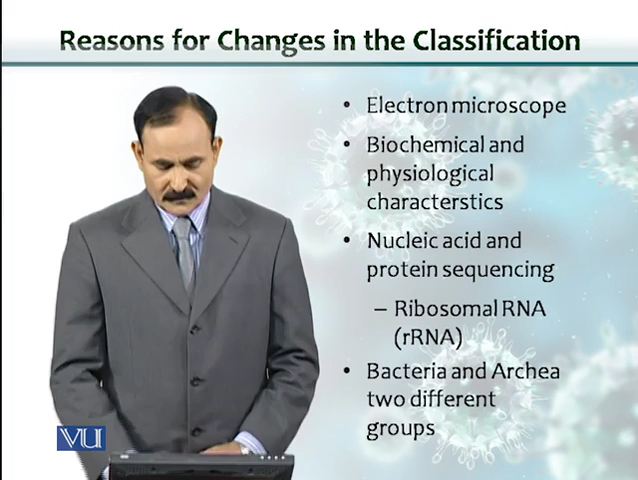 Reasons for Changes in the Classification
• Electron microscope
• Biochemical and
physiological
characterstics
• Nucleic acid and
protein sequencing
– Ribosomal RNA
(rRNA)
• Bacteria and Archea
two different
groups
VU